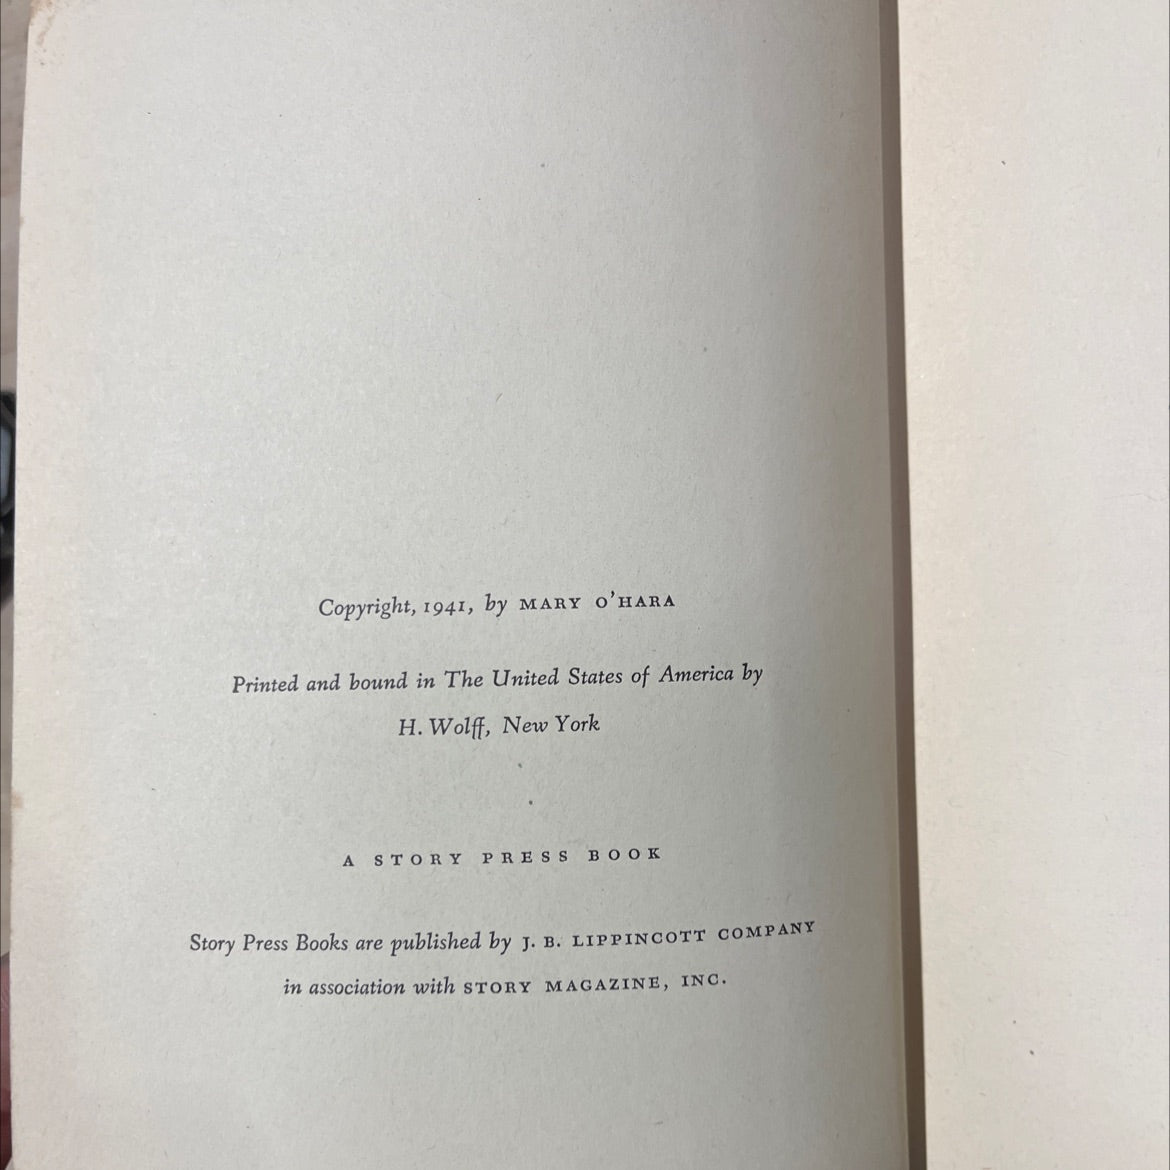 Copyright, 1941, by MARY O'HARA
Printed and bound in The United States of America by
H. Wolff, New York
A STORY PRESS BOOK
Story Press Books are published by J. B. LIPPINCOTT COMPANY
in association with STORY MAGAZINE, INC.